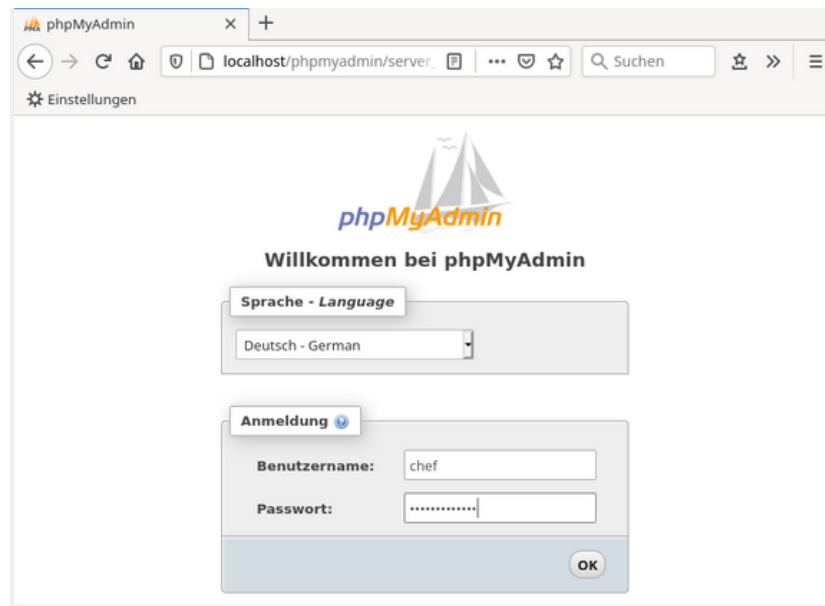 phpMyAdmin
localhost/phpmyadmin/server_
Suchen
Einstellungen
phpMyAdmin
Willkommen bei phpMyAdmin
Sprache - Language
Deutsch - German
Anmeldung
Benutzername: chef
Passwort: •••••••••••••
OK